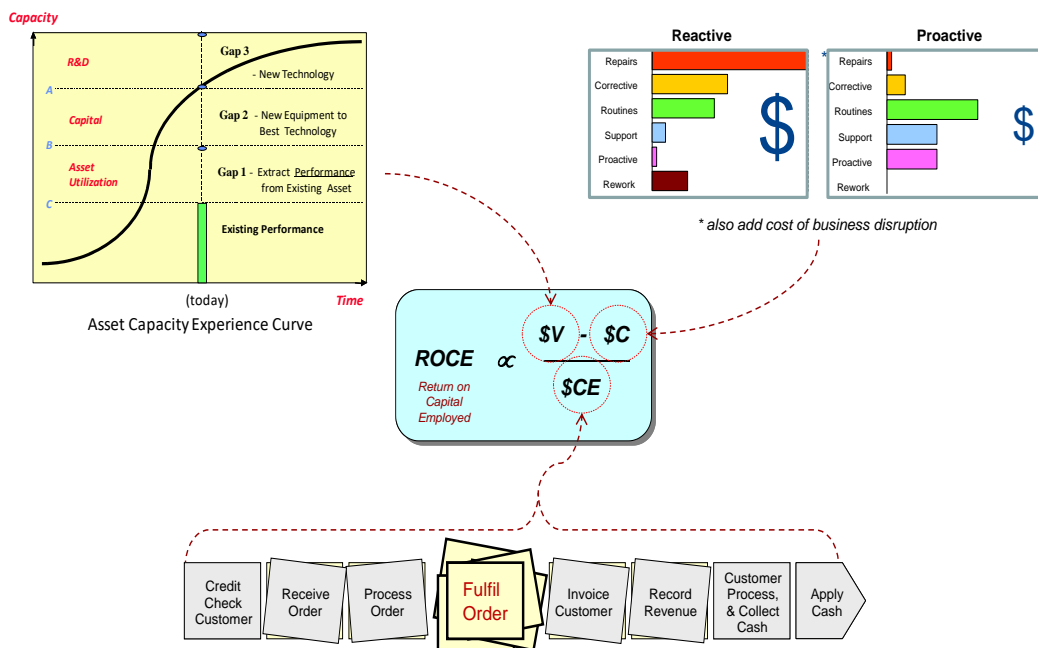 Capacity
R&D
Gap 3
- New Technology
A
Capital
Gap 2 - New Equipment to
Best Technology
B
Asset
Utilization
Gap 1 - Extract Performance
from Existing Asset
C
Existing Performance
(today)
Time
Asset Capacity Experience Curve
Reactive
Repairs
Corrective
Routines
Support
Proactive
Rework
$
*
Proactive
Repairs
Corrective
Routines
Support
Proactive
Rework
$
* also add cost of business disruption
ROCE ∝ $V - $C
$CE
Return on
Capital
Employed
Credit
Check
Customer
Receive
Order
Process
Order
Fulfil
Order
Invoice
Customer
Record
Revenue
Customer
Process,
& Collect
Cash
Apply
Cash